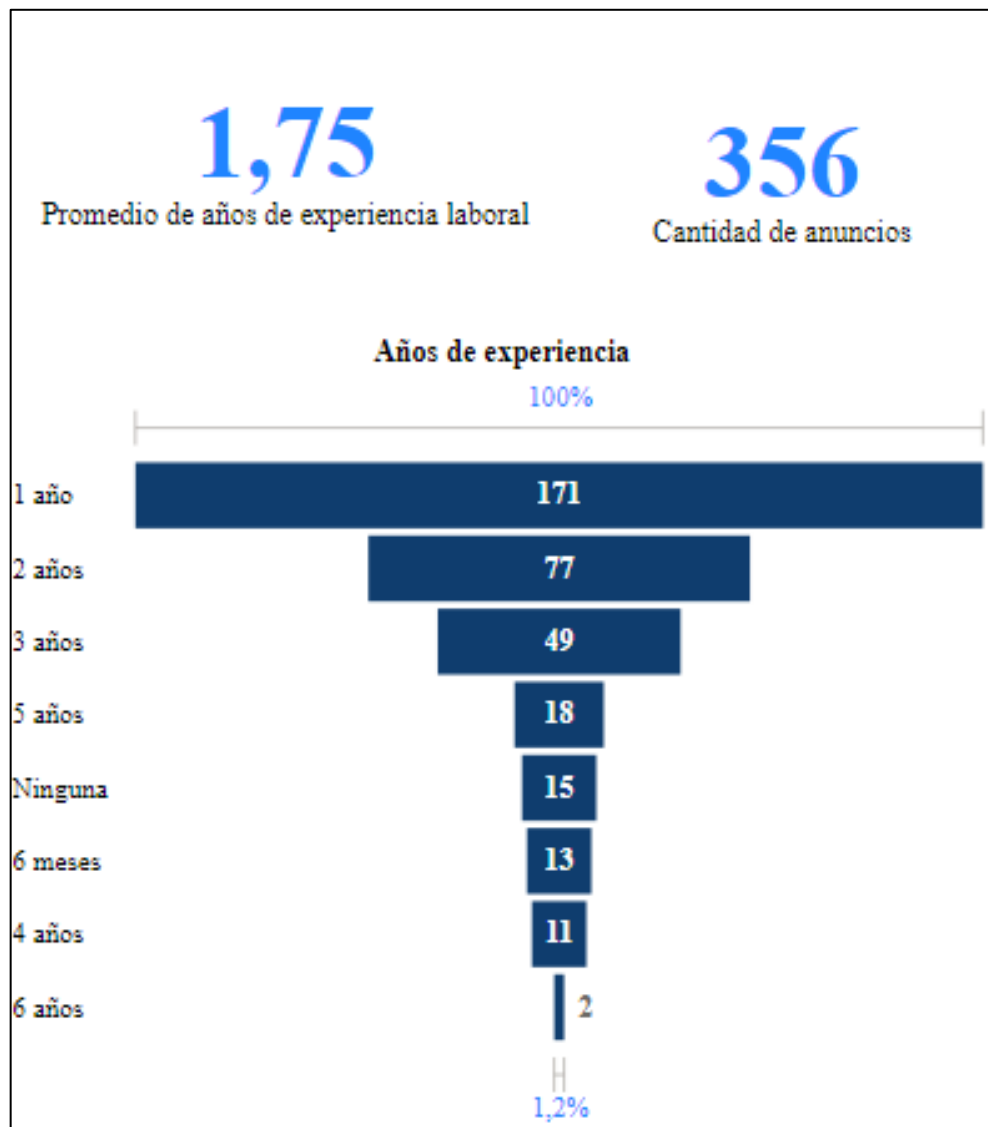 1,75
Promedio de años de experiencia laboral
356
Cantidad de anuncios
Años de experiencia
100%
1 año 171
2 años 77
3 años 49
5 años 18
Ninguna 15
6 meses 13
4 años 11
6 años 2
1,2%